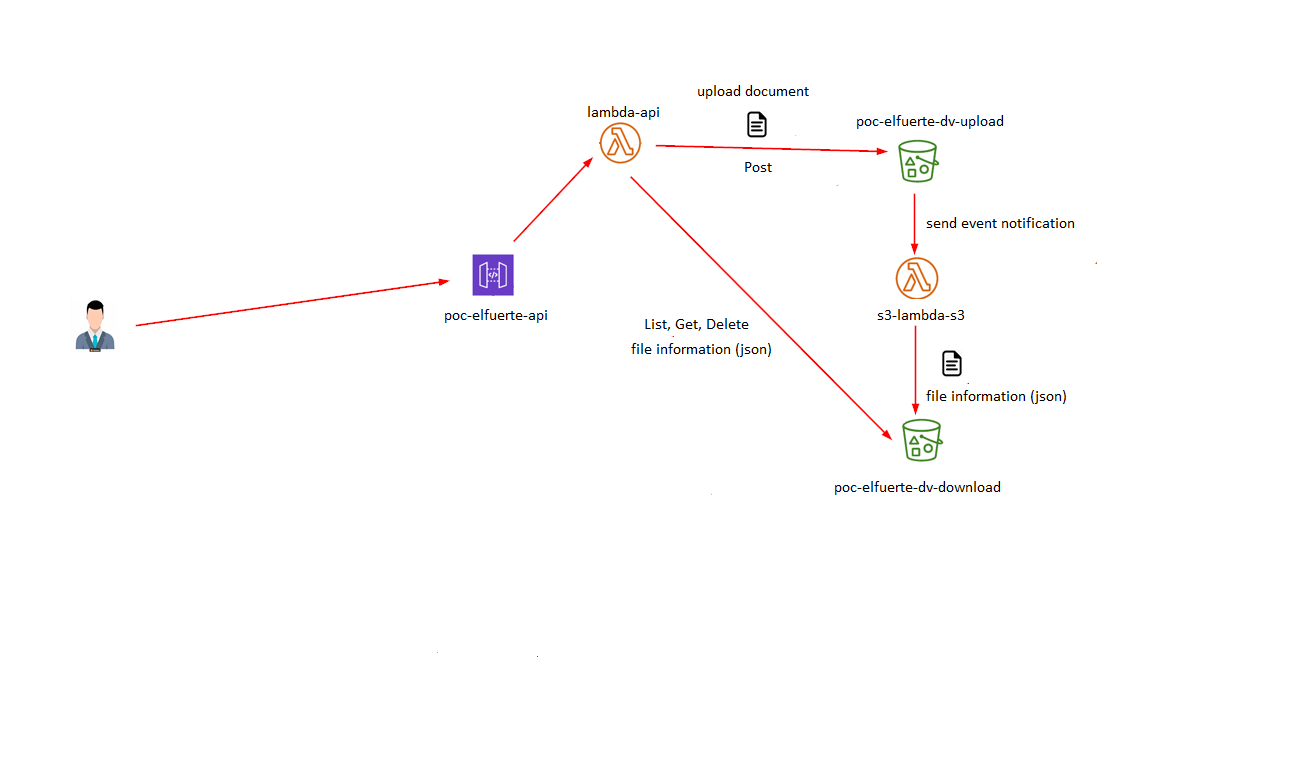 upload document
lambda-api
poc-elfuerte-dv-upload
Post
send event notification
poc-elfuerte-api
s3-lambda-s3
List, Get, Delete
file information (json)
file information (json)
poc-elfuerte-dv-download